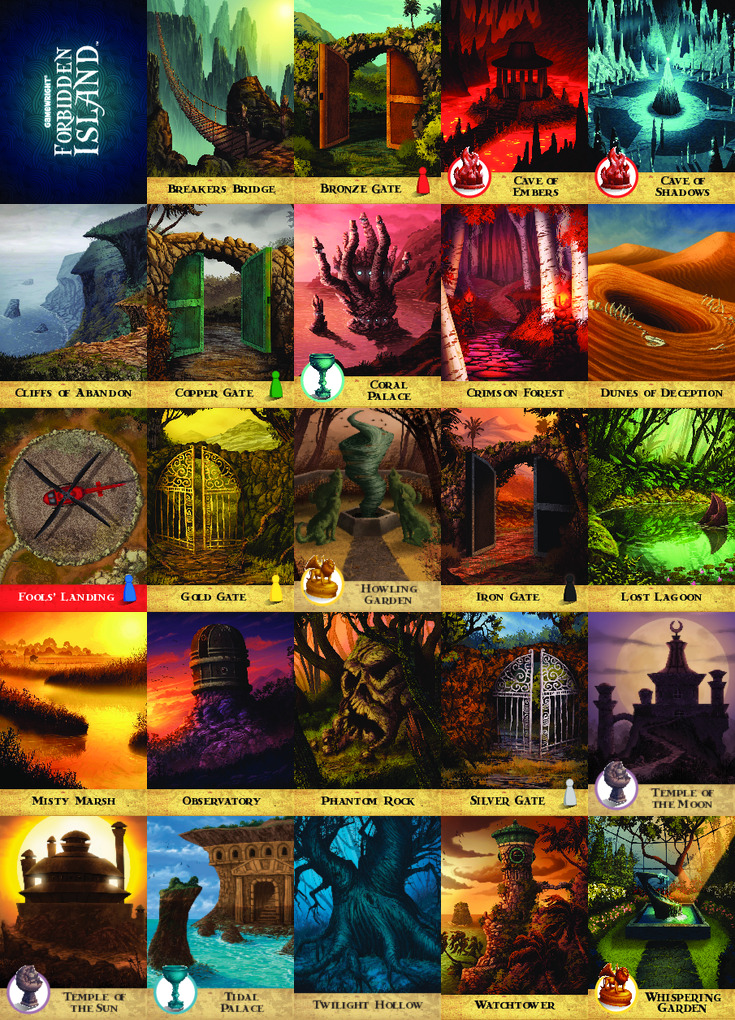 GAMEWRIGHT®
FORBIDDEN
ISLAND™
BREAKERS BRIDGE
BRONZE GATE
CAVE OF
EMBERS
CAVE OF
SHADOWS
CLIFFS OF ABANDON
COPPER GATE
CORAL
PALACE
CRIMSON FOREST
DUNES OF DECEPTION
FOOLS' LANDING
GOLD GATE
HOWLING
GARDEN
IRON GATE
LOST LAGOON
MISTY MARSH
OBSERVATORY
PHANTOM ROCK
SILVER GATE
TEMPLE OF
THE MOON
TEMPLE OF
THE SUN
TIDAL
PALACE
TWILIGHT HOLLOW
WATCHTOWER
WHISPERING
GARDEN